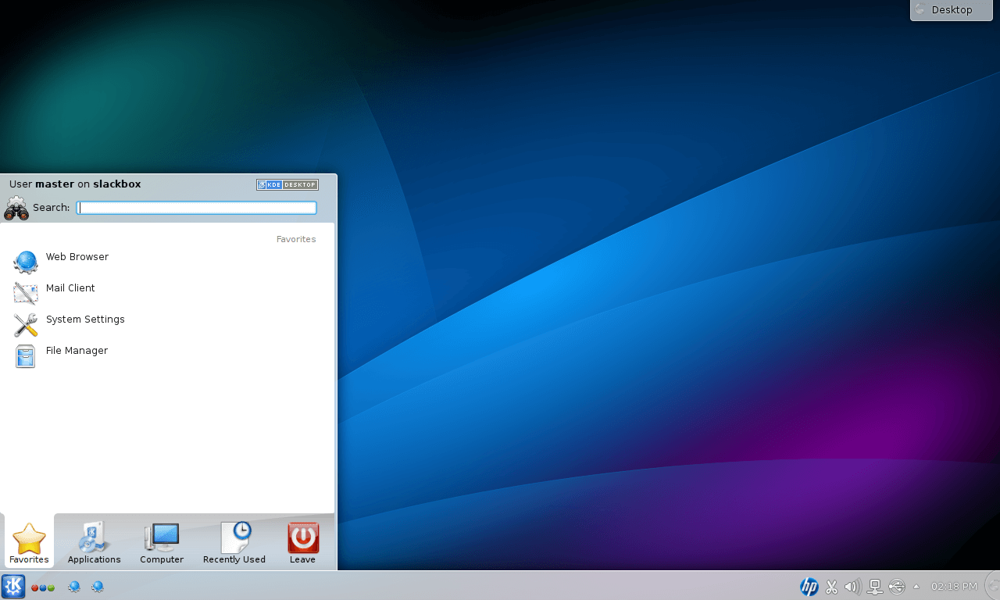 Desktop
User master on slackbox
KDE DESKTOP
Search:
Favorites
Web Browser
Mail Client
System Settings
File Manager
Favorites
Applications
Computer
Recently Used
Leave
hp
02:18 PM